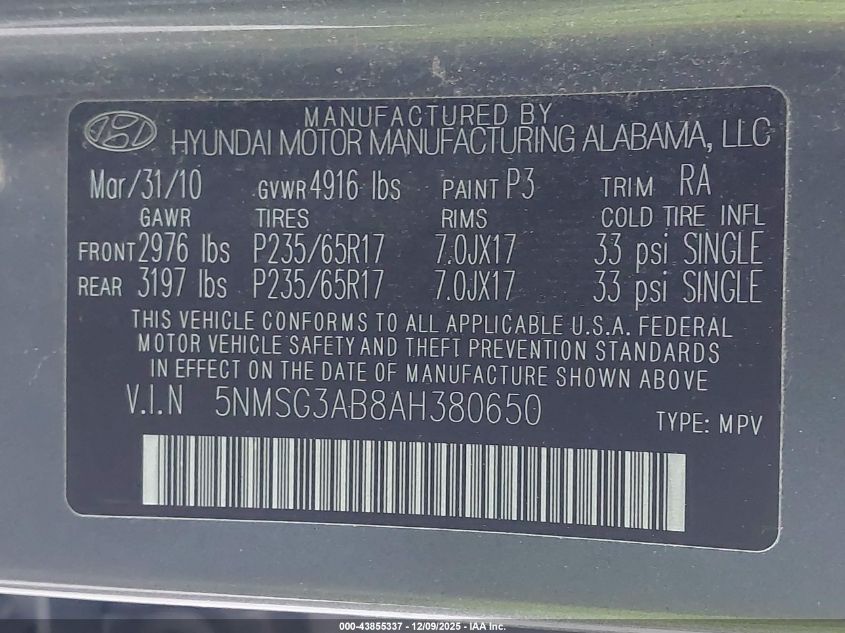 MANUFACTURED BY
HYUNDAI MOTOR MANUFACTURING ALABAMA, LLC
Mar/31/10 GVWR 4916 lbs PAINT P3 TRIM RA
GAWR TIRES RIMS COLD TIRE INFL
FRONT 2976 lbs P235/65R17 7.0JX17 33 psi SINGLE
REAR 3197 lbs P235/65R17 7.0JX17 33 psi SINGLE
THIS VEHICLE CONFORMS TO ALL APPLICABLE U.S.A. FEDERAL
MOTOR VEHICLE SAFETY AND THEFT PREVENTION STANDARDS
IN EFFECT ON THE DATE OF MANUFACTURE SHOWN ABOVE
V.I.N 5NMSG3AB8AH380650 TYPE: MPV
000-43855337 - 12/09/2025 - IAA Inc.